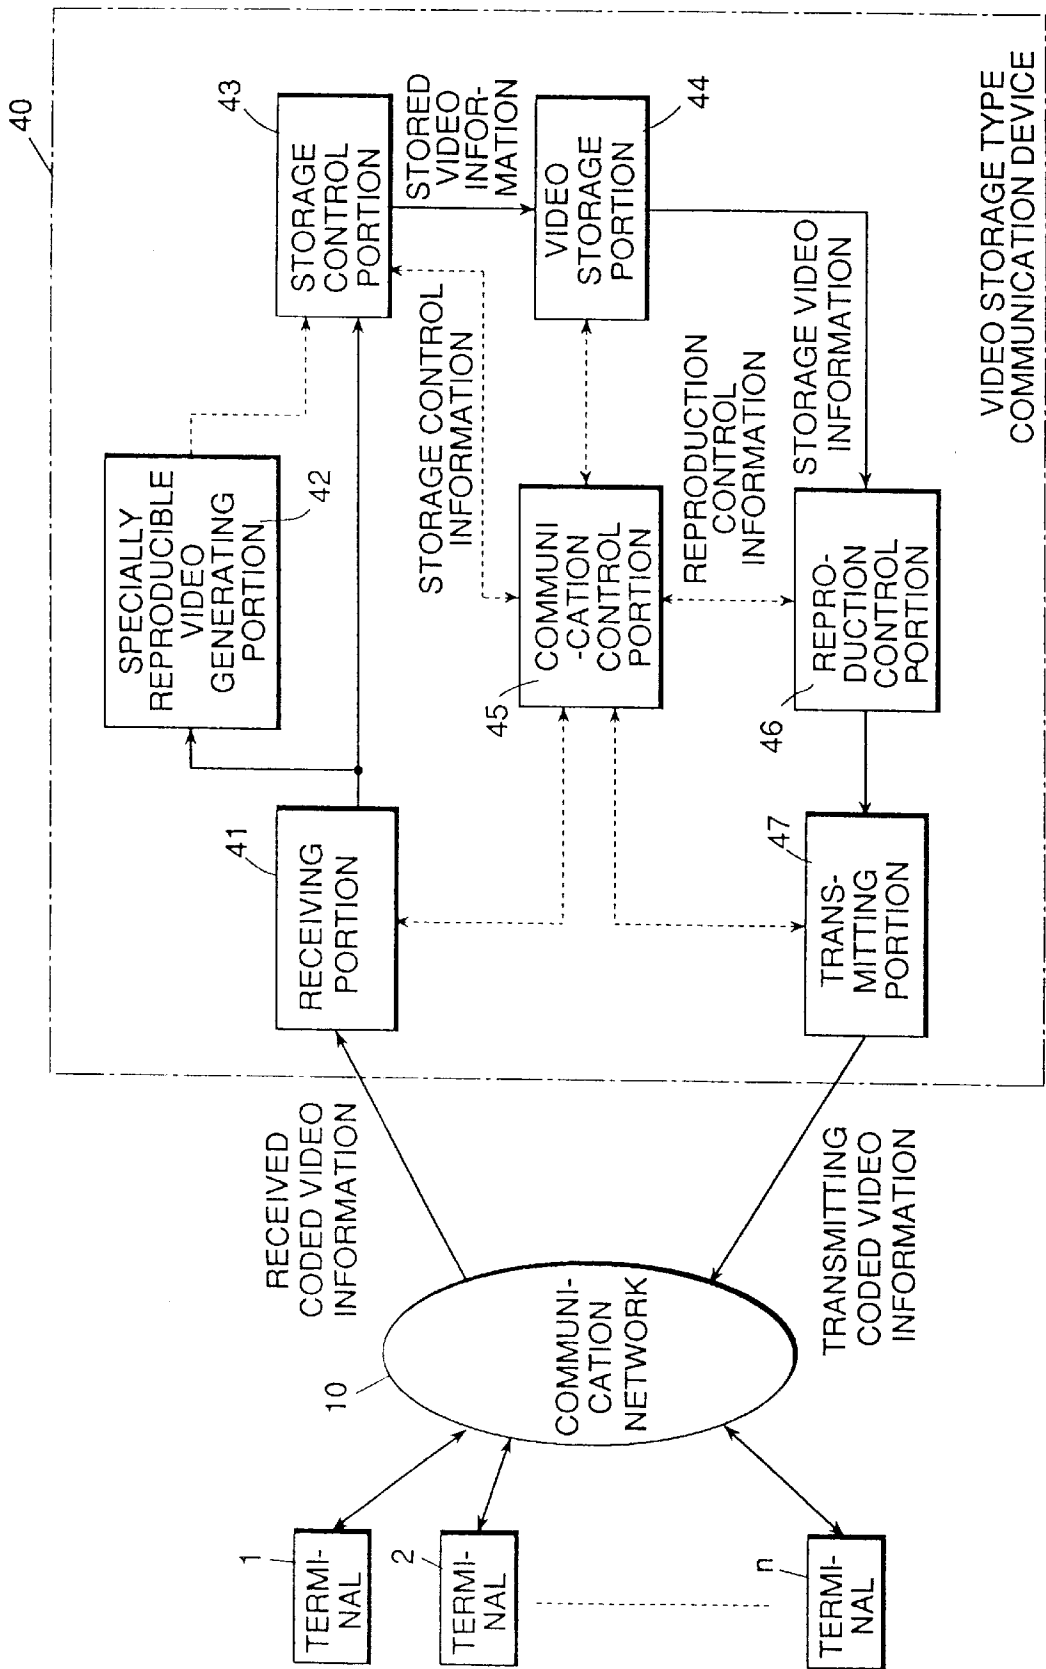 40
RECEIVED
CODED VIDEO
INFORMATION
41
RECEIVING
PORTION
SPECIALLY
REPRODUCIBLE
VIDEO
GENERATING
PORTION
42
43
STORAGE
CONTROL
PORTION
STORED
VIDEO
INFOR-
MATION
STORAGE CONTROL
INFORMATION
1
TERMI-
NAL
2
TERMI-
NAL
n
TERMI-
NAL
10
COMMUNI-
CATION
NETWORK
45
COMMUNI
-CATION
CONTROL
PORTION
VIDEO
STORAGE
PORTION
44
REPRODUCTION
CONTROL
INFORMATION
STORAGE VIDEO
INFORMATION
TRANSMITTING
CODED VIDEO
INFORMATION
47
TRANS-
MITTING
PORTION
46
REPRO-
DUCTION
CONTROL
PORTION
VIDEO STORAGE TYPE
COMMUNICATION DEVICE